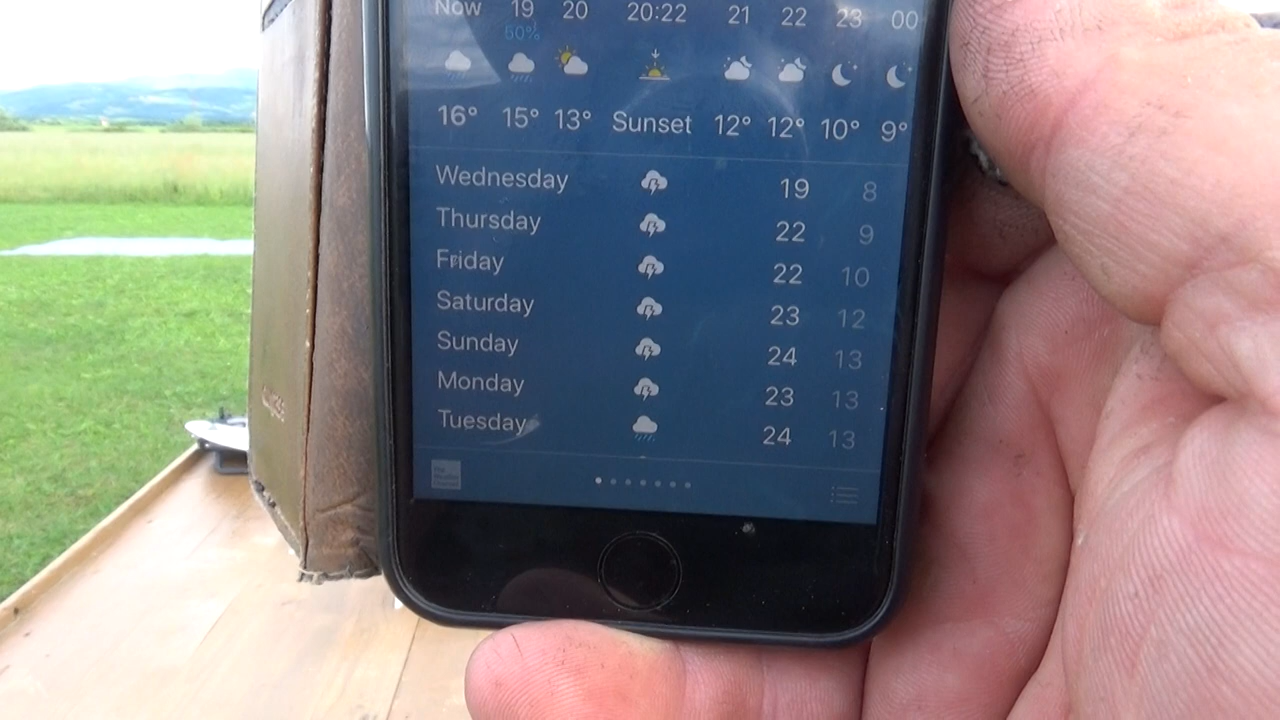 Now 19 20 20:22 21 22 23 00
50%
16° 15° 13° Sunset 12° 12° 10° 9°
Wednesday 19 8
Thursday 22 9
Friday 22 10
Saturday 23 12
Sunday 24 13
Monday 23 13
Tuesday 24 13